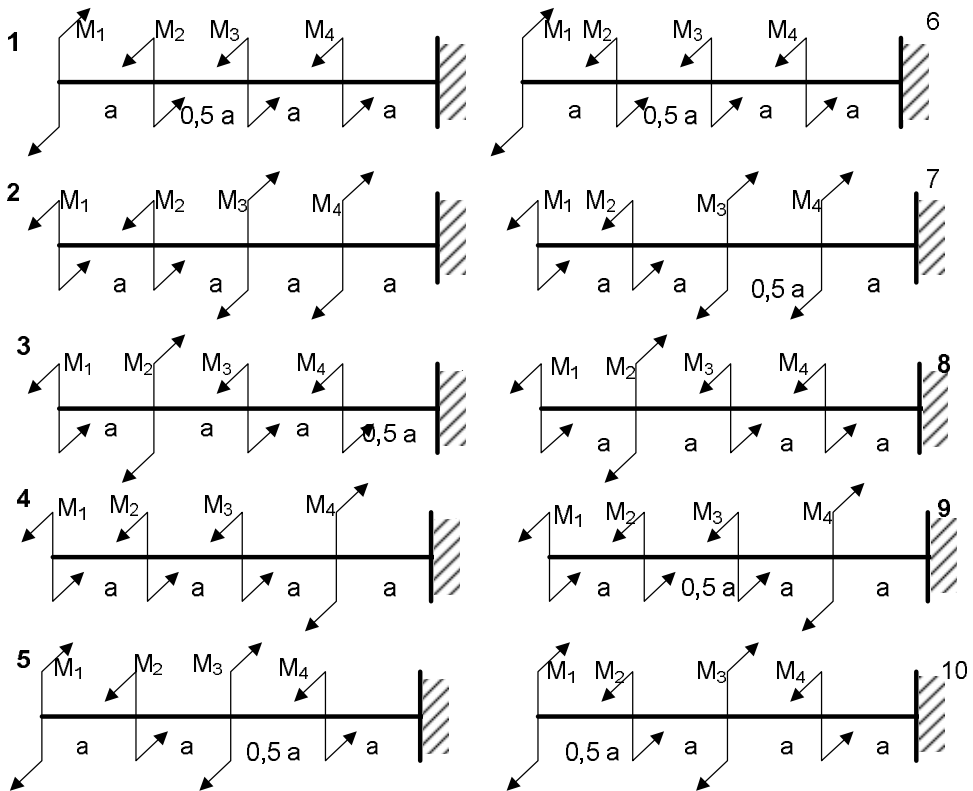 1 M₁ M₂ M₃ M₄
a 0,5 a a
6 M₁ M₂ M₃ M₄
a 0,5 a a a
2 M₁ M₂ M₃ M₄
a a a a
7 M₁ M₂ M₃ M₄
a a 0,5 a a
3 M₁ M₂ M₃ M₄
a a a 0,5 a
8 M₁ M₂ M₃ M₄
a a a a
4 M₁ M₂ M₃ M₄
a a a a
9 M₁ M₂ M₃ M₄
a 0,5 a a a
5 M₁ M₂ M₃ M₄
a a 0,5 a a
10 M₁ M₂ M₃ M₄
0,5 a a a a